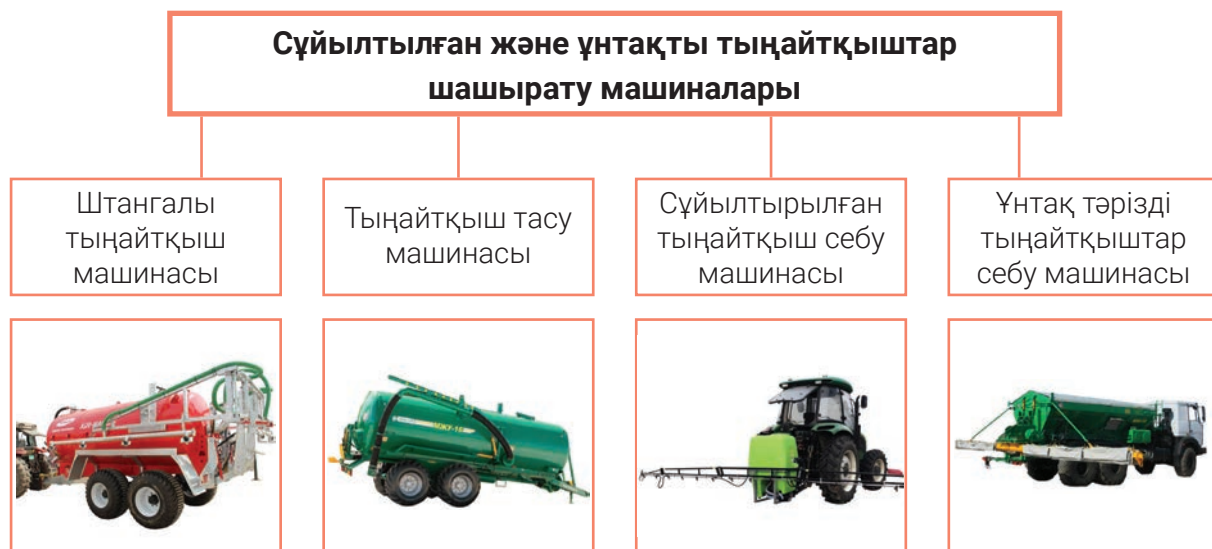 Сұйылтылған және ұнтақты тыңайтқыштар
шашырату машиналары
Штангалы
тыңайтқыш
машинасы
Тыңайтқыш тасу
машинасы
Сұйылтырылған
тыңайтқыш себу
машинасы
Ұнтақ тәрізді
тыңайтқыштар
себу машинасы